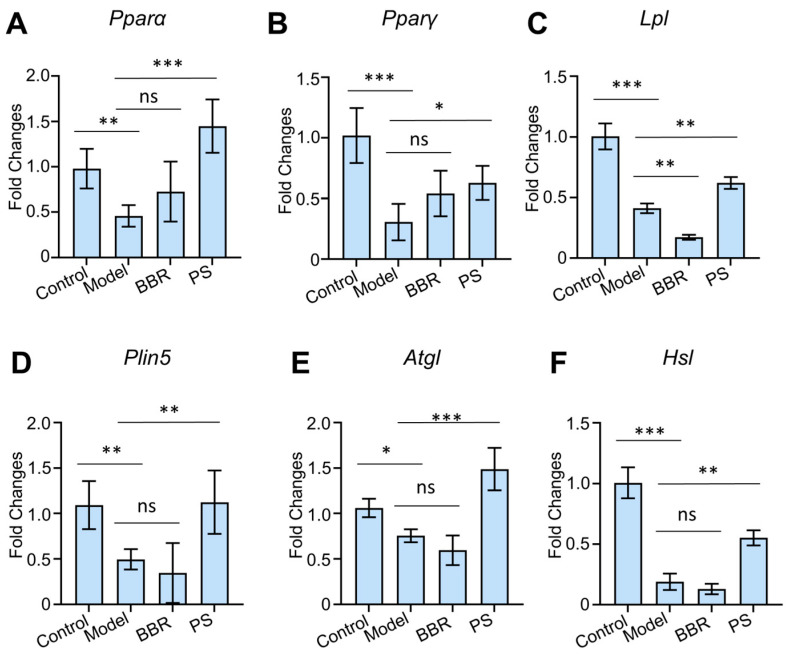 A
Pparα
Fold Changes
2.0
1.5
1.0
0.5
0
***
ns
**
Control
Model
BBR
PS
B
Pparγ
Fold Changes
1.5
1.0
0.5
0
***
*
ns
Control
Model
BBR
PS
C
Lpl
Fold Changes
1.5
1.0
0.5
0
***
**
**
Control
Model
BBR
PS
D
Plin5
Fold Changes
2.0
1.5
1.0
0.5
0
**
**
ns
Control
Model
BBR
PS
E
Atgl
Fold Changes
2.0
1.5
1.0
0.5
0
***
*
ns
Control
Model
BBR
PS
F
Hsl
Fold Changes
1.5
1.0
0.5
0
***
**
ns
Control
Model
BBR
PS